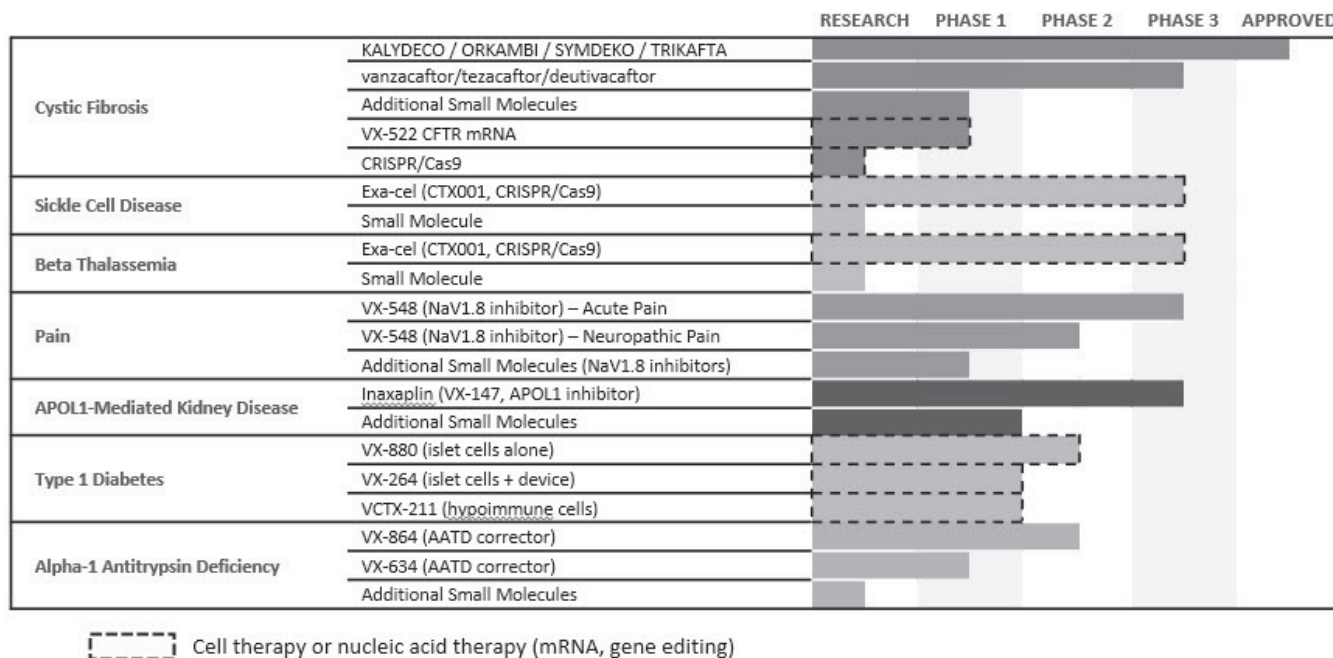 RESEARCH PHASE 1 PHASE 2 PHASE 3 APPROVED
Cystic Fibrosis
KALYDECO / ORKAMBI / SYMDEKO / TRIKAFTA
vanzacaftor/tezacaftor/deutivacaftor
Additional Small Molecules
VX-522 CFTR mRNA
CRISPR/Cas9
Sickle Cell Disease
Exa-cel (CTX001, CRISPR/Cas9)
Small Molecule
Beta Thalassemia
Exa-cel (CTX001, CRISPR/Cas9)
Small Molecule
Pain
VX-548 (NaV1.8 inhibitor) – Acute Pain
VX-548 (NaV1.8 inhibitor) – Neuropathic Pain
Additional Small Molecules (NaV1.8 inhibitors)
APOL1-Mediated Kidney Disease
Inaxaplin (VX-147, APOL1 inhibitor)
Additional Small Molecules
Type 1 Diabetes
VX-880 (islet cells alone)
VX-264 (islet cells + device)
VCTX-211 (hypoimmune cells)
Alpha-1 Antitrypsin Deficiency
VX-864 (AATD corrector)
VX-634 (AATD corrector)
Additional Small Molecules
Cell therapy or nucleic acid therapy (mRNA, gene editing)